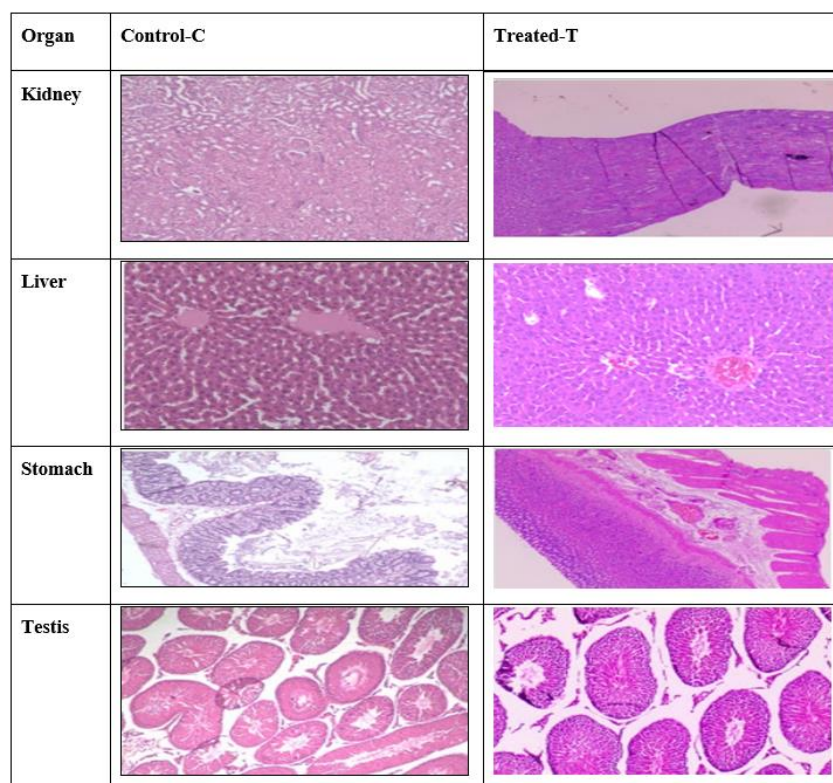 Organ Control-C Treated-T
Kidney
Liver
Stomach
Testis